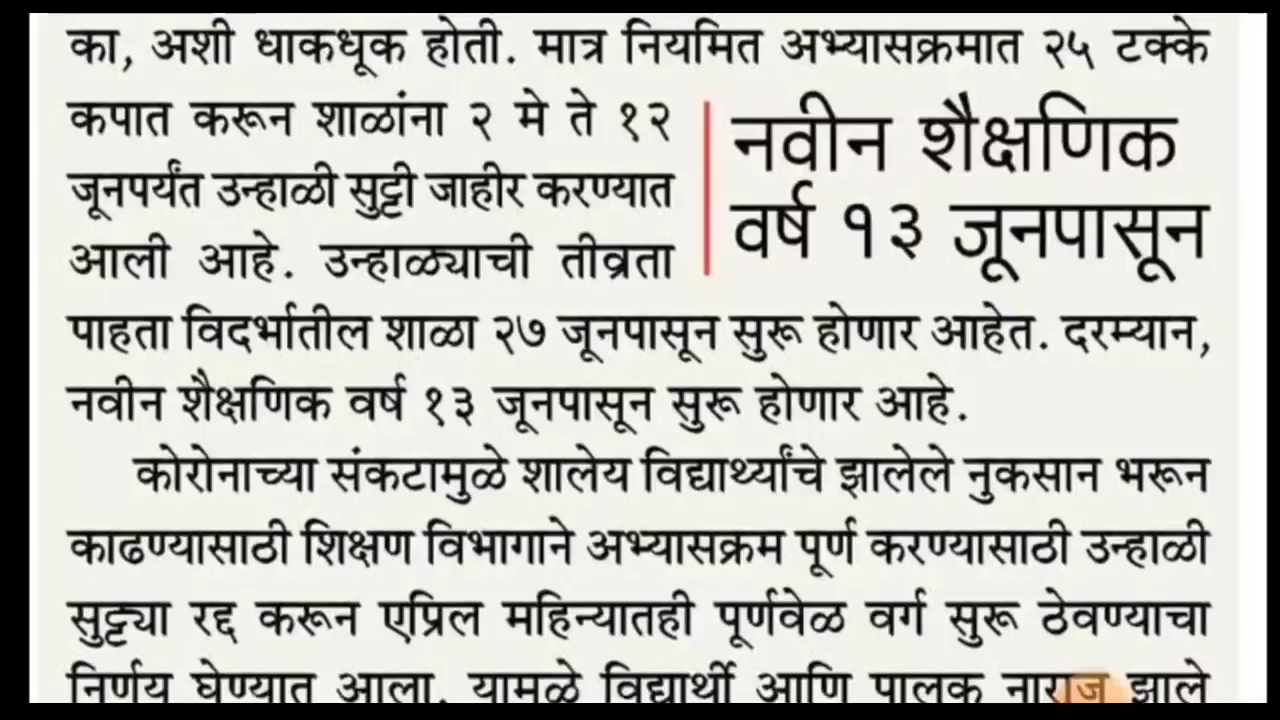 का, अशी धाकधूक होती. मात्र नियमित अभ्यासक्रमात २५ टक्के
कपात करून शाळांना २ मे ते १२
जूनपर्यंत उन्हाळी सुट्टी जाहीर करण्यात
आली आहे. उन्हाळ्याची तीव्रता
नवीन शैक्षणिक
वर्ष १३ जूनपासून
पाहता विदर्भातील शाळा २७ जूनपासून सुरू होणार आहेत. दरम्यान,
नवीन शैक्षणिक वर्ष १३ जूनपासून सुरू होणार आहे.
कोरोनाच्या संकटामुळे शालेय विद्यार्थ्यांचे झालेले नुकसान भरून
काढण्यासाठी शिक्षण विभागाने अभ्यासक्रम पूर्ण करण्यासाठी उन्हाळी
सुट्ट्या रद्द करून एप्रिल महिन्यातही पूर्णवेळ वर्ग सुरू ठेवण्याचा
निर्णय घेण्यात आला. यामुळे विद्यार्थी आणि पालक नाराज झाले